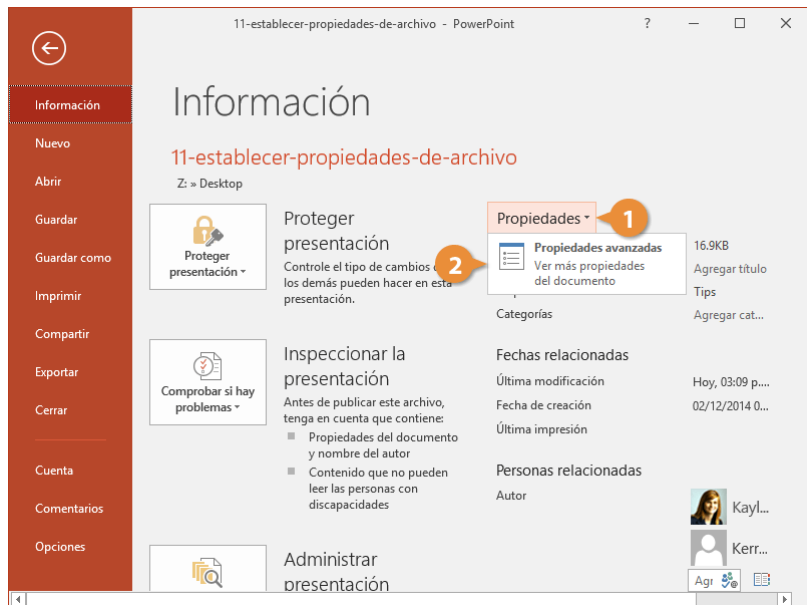 11-establecer-propiedades-de-archivo - PowerPoint
?
Información
Nuevo
Abrir
Guardar
Guardar como
Imprimir
Compartir
Exportar
Cerrar
Cuenta
Comentarios
Opciones
Información
11-establecer-propiedades-de-archivo
Z: » Desktop
Proteger
presentación
Proteger
presentación
Controle el tipo de cambios
los demás pueden hacer en esta
presentación.
Comprobar si hay
problemas
Inspeccionar la
presentación
Antes de publicar este archivo,
tenga en cuenta que contiene:
Propiedades del documento
y nombre del autor
Contenido que no pueden
leer las personas con
discapacidades
Administrar
presentación
Propiedades
1
2
Propiedades avanzadas
Ver más propiedades
del documento
16.9KB
Agregar título
Tips
Categorías
Agregar cat...
Fechas relacionadas
Última modificación
Hoy, 03:09 p....
Fecha de creación
02/12/2014 0...
Última impresión
Personas relacionadas
Autor
Kayl...
Kerr...